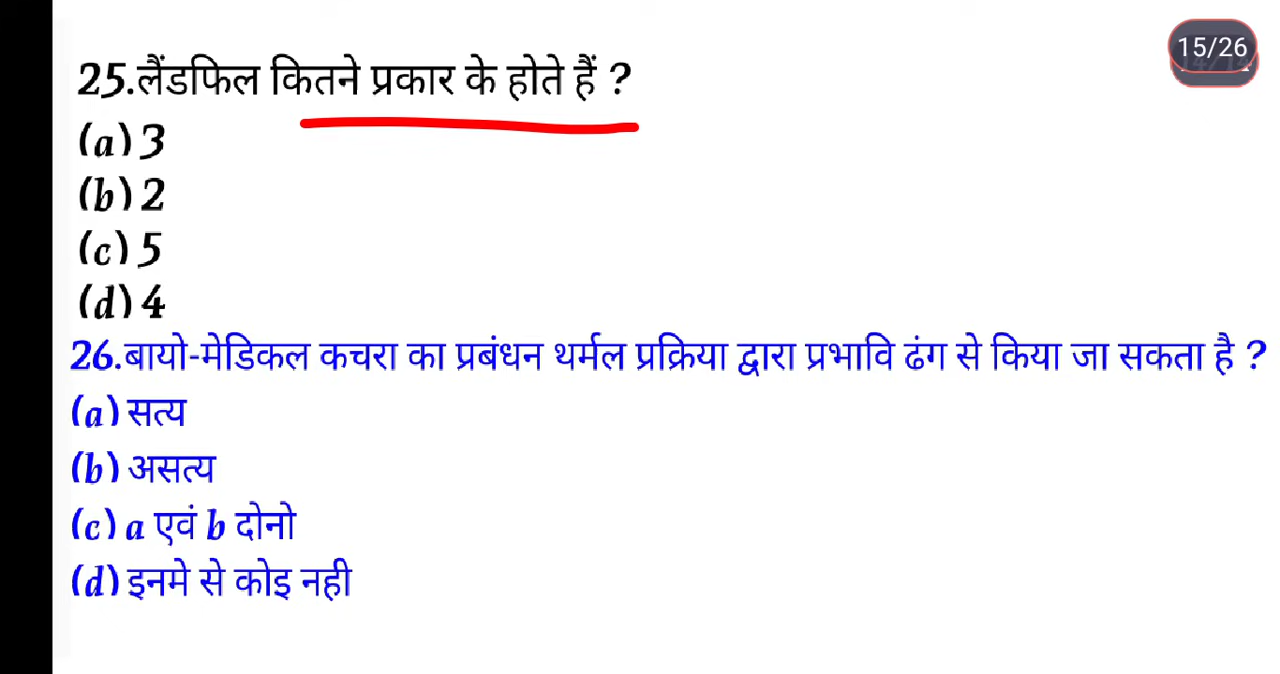 15/26
25.लैंडफिल कितने प्रकार के होते हैं ?
(a) 3
(b) 2
(c) 5
(d) 4
26.बायो-मेडिकल कचरा का प्रबंधन थर्मल प्रक्रिया द्वारा प्रभावि ढंग से किया जा सकता है ?
(a) सत्य
(b) असत्य
(c) a एवं b दोनो
(d) इनमे से कोइ नही